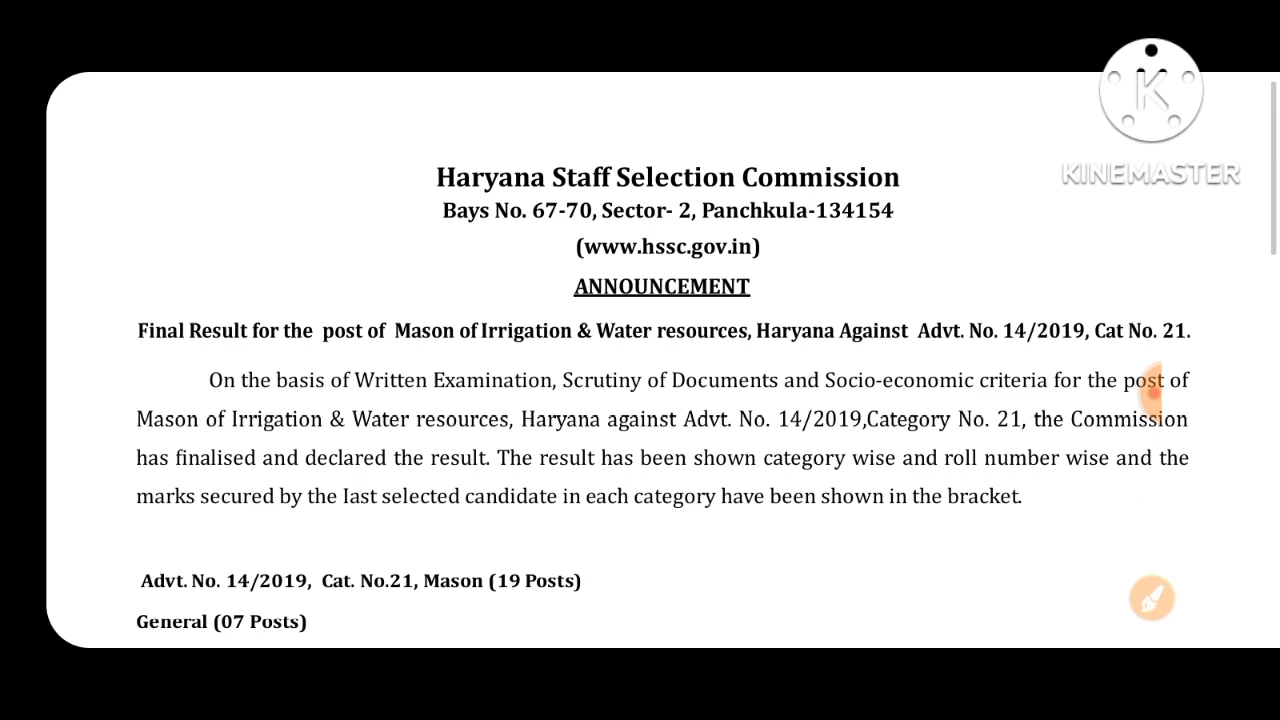 K
KINEMASTER
Haryana Staff Selection Commission
Bays No. 67-70, Sector- 2, Panchkula-134154
(www.hssc.gov.in)
ANNOUNCEMENT
Final Result for the post of Mason of Irrigation & Water resources, Haryana Against Advt. No. 14/2019, Cat No. 21.
On the basis of Written Examination, Scrutiny of Documents and Socio-economic criteria for the post of
Mason of Irrigation & Water resources, Haryana against Advt. No. 14/2019,Category No. 21, the Commission
has finalised and declared the result. The result has been shown category wise and roll number wise and the
marks secured by the Iast selected candidate in each category have been shown in the bracket.
Advt. No. 14/2019, Cat. No.21, Mason (19 Posts)
General (07 Posts)